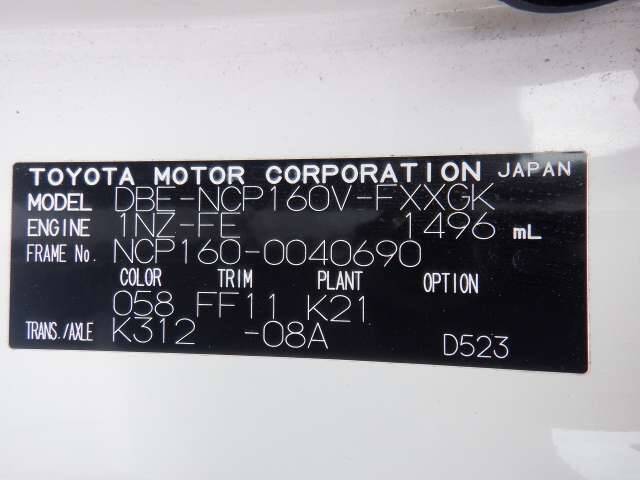 TOYOTA MOTOR CORPORATION JAPAN
MODEL DBE-NCP160V-FXXGK
ENGINE 1NZ-FE 1496 mL
FRAME No. NCP160-0040690
COLOR TRIM PLANT OPTION
058 FF11 K21
TRANS./AXLE K312 -08A D523